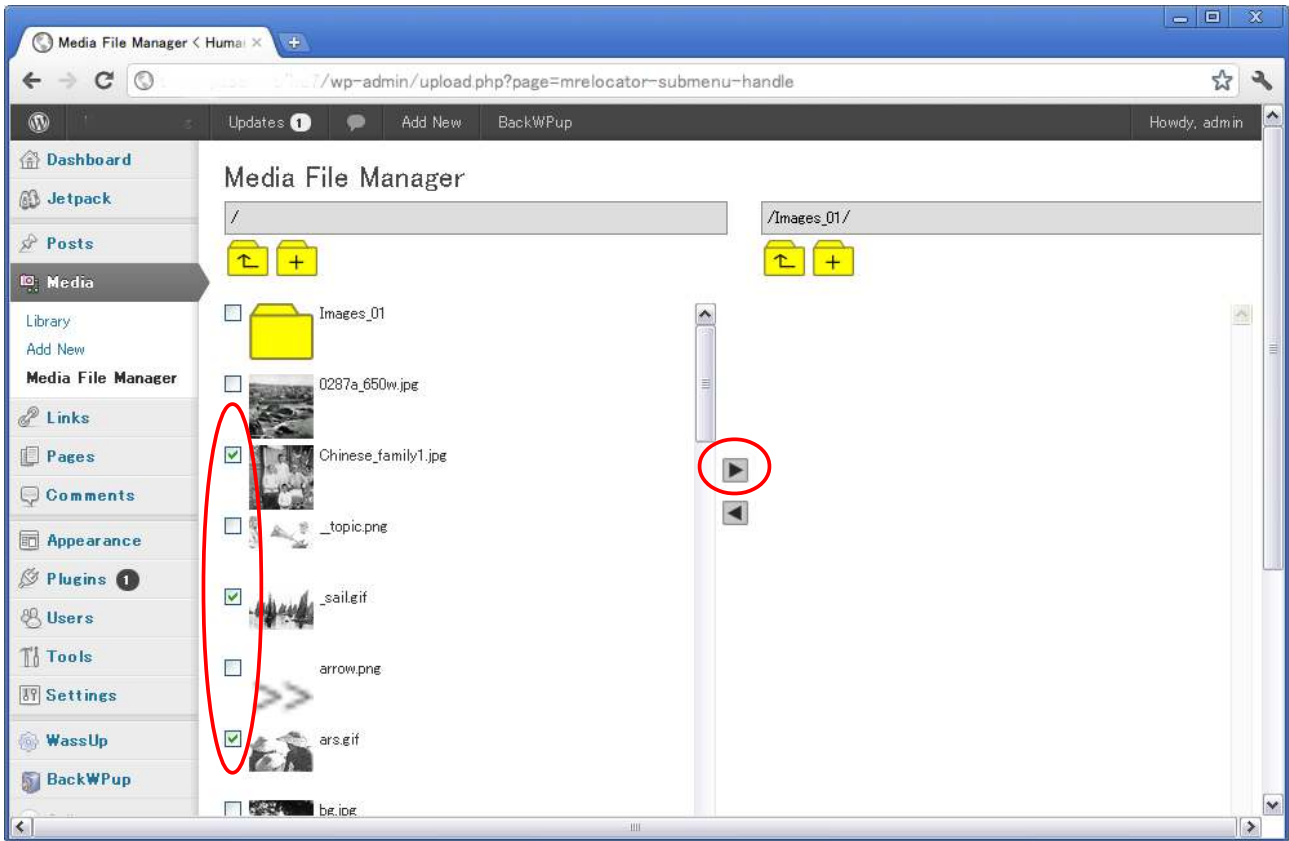 Media File Manager < Human
/wp-admin/upload.php?page=mrelocator-submenu-handle
Updates 1 Add New BackWPup Howdy, admin
Dashboard
Jetpack
Posts
Media
Library
Add New
Media File Manager
Links
Pages
Comments
Appearance
Plugins 1
Users
Tools
Settings
WassUp
BackWPup
Media File Manager
/
/Images_01/
Images_01
0287a_650w.jpg
Chinese_family1.jpg
__topic.png
_sail.gif
arrow.png
ars.gif
bg.jpg